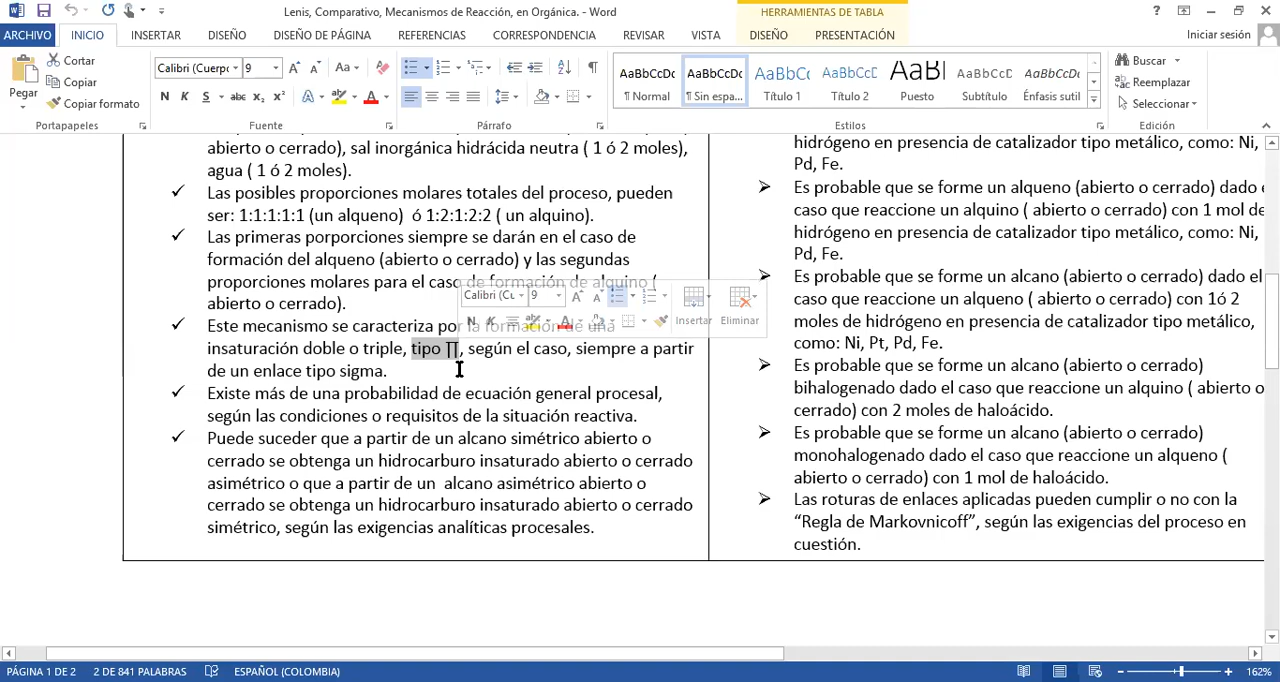 Lenis, Comparativo, Mecanismos de Reacción, en Orgánica. - Word
HERRAMIENTAS DE TABLA
ARCHIVO INICIO INSERTAR DISEÑO DISEÑO DE PÁGINA REFERENCIAS CORRESPONDENCIA REVISAR VISTA DISEÑO PRESENTACIÓN Iniciar sesión
Pegar
Cortar
Copiar
Copiar formato
Portapapeles
Calibri (Cuerpo 9
Fuente
Párrafo
AaBbCcDc AaBbCcDc AaBbCc AaBbCcC AaBl AaBbCcD AaBbCcDc
¶ Normal ¶ Sin espa... Título 1 Título 2 Puesto Subtítulo Énfasis sutil
Estilos
Buscar
Reemplazar
Seleccionar
Edición
abierto o cerrado), sal inorgánica hidrácida neutra ( 1 ó 2 moles),
agua ( 1 ó 2 moles).
✓ Las posibles proporciones molares totales del proceso, pueden
ser: 1:1:1:1:1 (un alqueno) ó 1:2:1:2:2 ( un alquino).
✓ Las primeras porporciones siempre se darán en el caso de
formación del alqueno (abierto o cerrado) y las segundas
proporciones molares para el caso de formación de alquino (
abierto o cerrado).
✓ Este mecanismo se caracteriza por la formación de una
insaturación doble o triple, tipo ∏, según el caso, siempre a partir
de un enlace tipo sigma.
✓ Existe más de una probabilidad de ecuación general procesal,
según las condiciones o requisitos de la situación reactiva.
✓ Puede suceder que a partir de un alcano simétrico abierto o
cerrado se obtenga un hidrocarburo insaturado abierto o cerrado
asimétrico o que a partir de un alcano asimétrico abierto o
cerrado se obtenga un hidrocarburo insaturado abierto o cerrado
simétrico, según las exigencias analíticas procesales.
Calibri (Cu 9
N K
Insertar Eliminar
hidrógeno en presencia de catalizador tipo metálico, como: Ni,
Pd, Fe.
➢ Es probable que se forme un alqueno (abierto o cerrado) dado e
caso que reaccione un alquino ( abierto o cerrado) con 1 mol de
hidrógeno en presencia de catalizador tipo metálico, como: Ni,
Pd, Fe.
➢ Es probable que se forme un alcano (abierto o cerrado) dado el
caso que reaccione un alqueno ( abierto o cerrado) con 1ó 2
moles de hidrógeno en presencia de catalizador tipo metálico,
como: Ni, Pt, Pd, Fe.
➢ Es probable que se forme un alcano (abierto o cerrado)
bihalogenado dado el caso que reaccione un alquino ( abierto o
cerrado) con 2 moles de haloácido.
➢ Es probable que se forme un alcano (abierto o cerrado)
monohalogenado dado el caso que reaccione un alqueno (
abierto o cerrado) con 1 mol de haloácido.
➢ Las roturas de enlaces aplicadas pueden cumplir o no con la
“Regla de Markovnicoff”, según las exigencias del proceso en
cuestión.
PÁGINA 1 DE 2 2 DE 841 PALABRAS ESPAÑOL (COLOMBIA) 162%